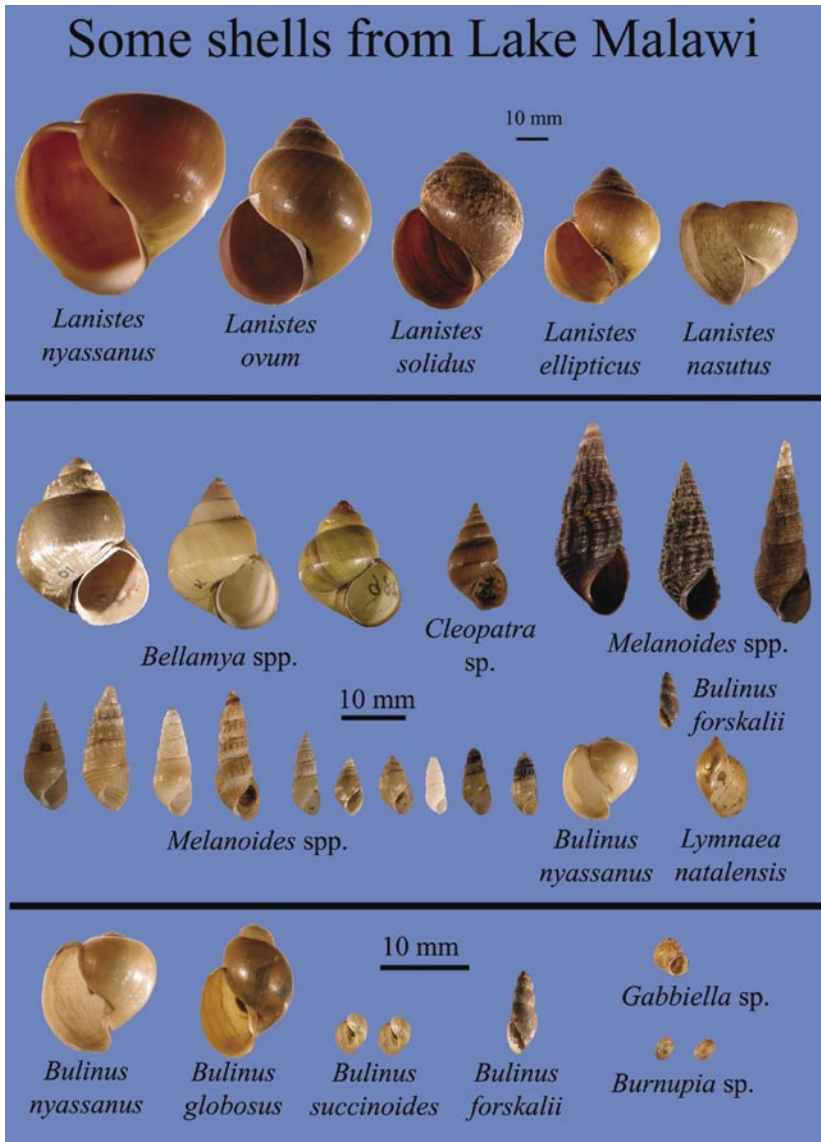 Some shells from Lake Malawi
10 mm
Lanistes
nyassanus
Lanistes
ovum
Lanistes
solidus
Lanistes
ellipticus
Lanistes
nasutus
Bellamya spp.
Cleopatra
sp.
Melanoides spp.
10 mm
Bulinus
forskalii
Melanoides spp.
Bulinus
nyassanus
Lymnaea
natalensis
10 mm
Bulinus
nyassanus
Bulinus
globosus
Bulinus
succinoides
Bulinus
forskalii
Gabbiella sp.
Burnupia sp.